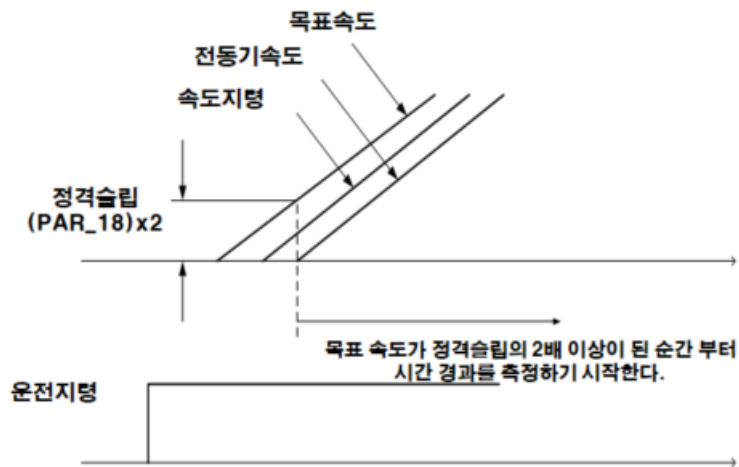 목표속도
전동기속도
속도지령
정격슬립
(PAR_18)x2
목표 속도가 정격슬립의 2배 이상이 된 순간 부터
시간 경과를 측정하기 시작한다.
운전지령